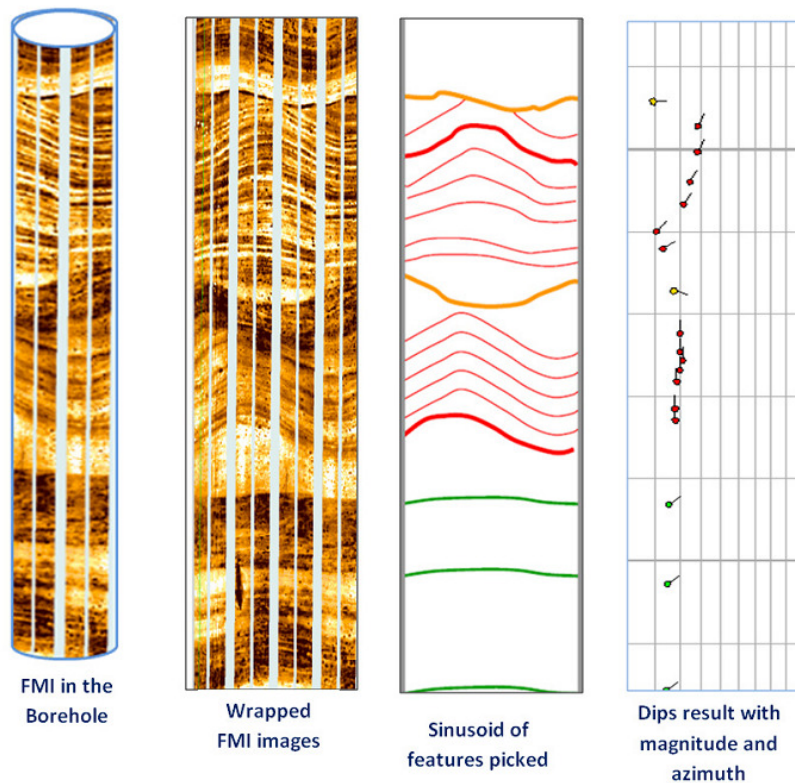 FMI in the
Borehole
Wrapped
FMI images
Sinusoid of
features picked
Dips result with
magnitude and
azimuth